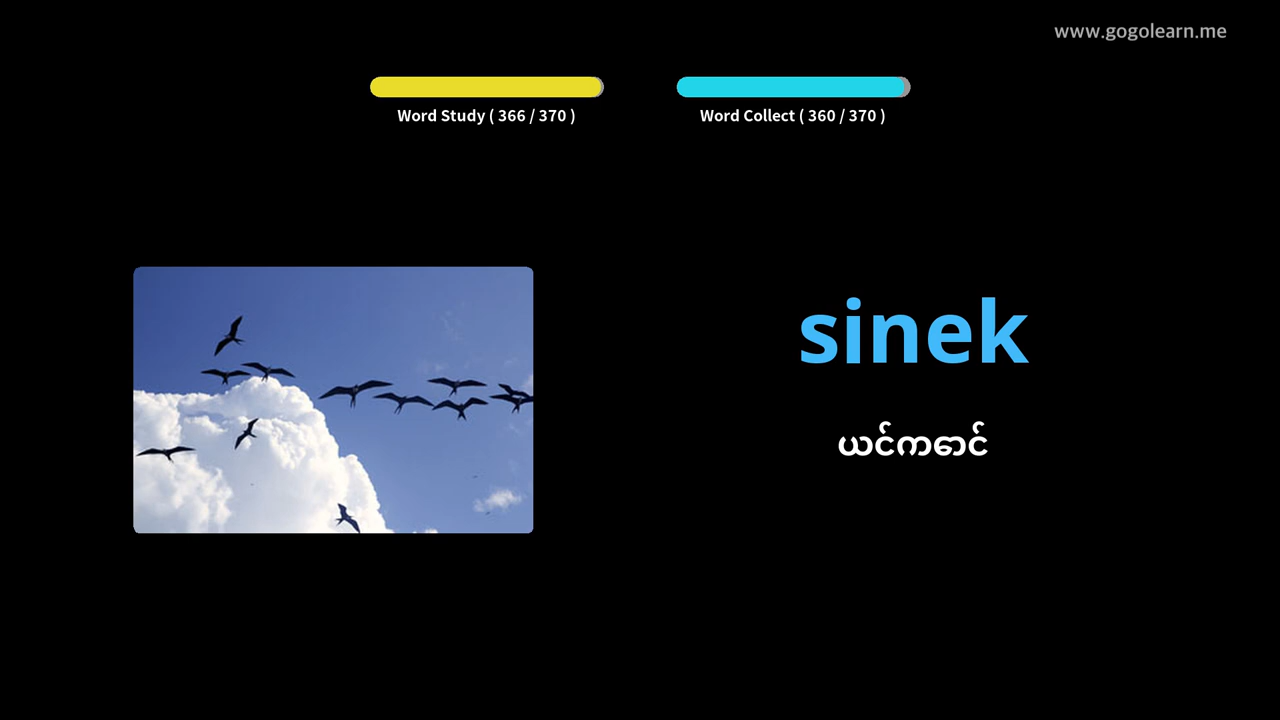 www.gogolearn.me
Word Study ( 366 / 370 )
Word Collect ( 360 / 370 )
sinek
ယင်ကောင်